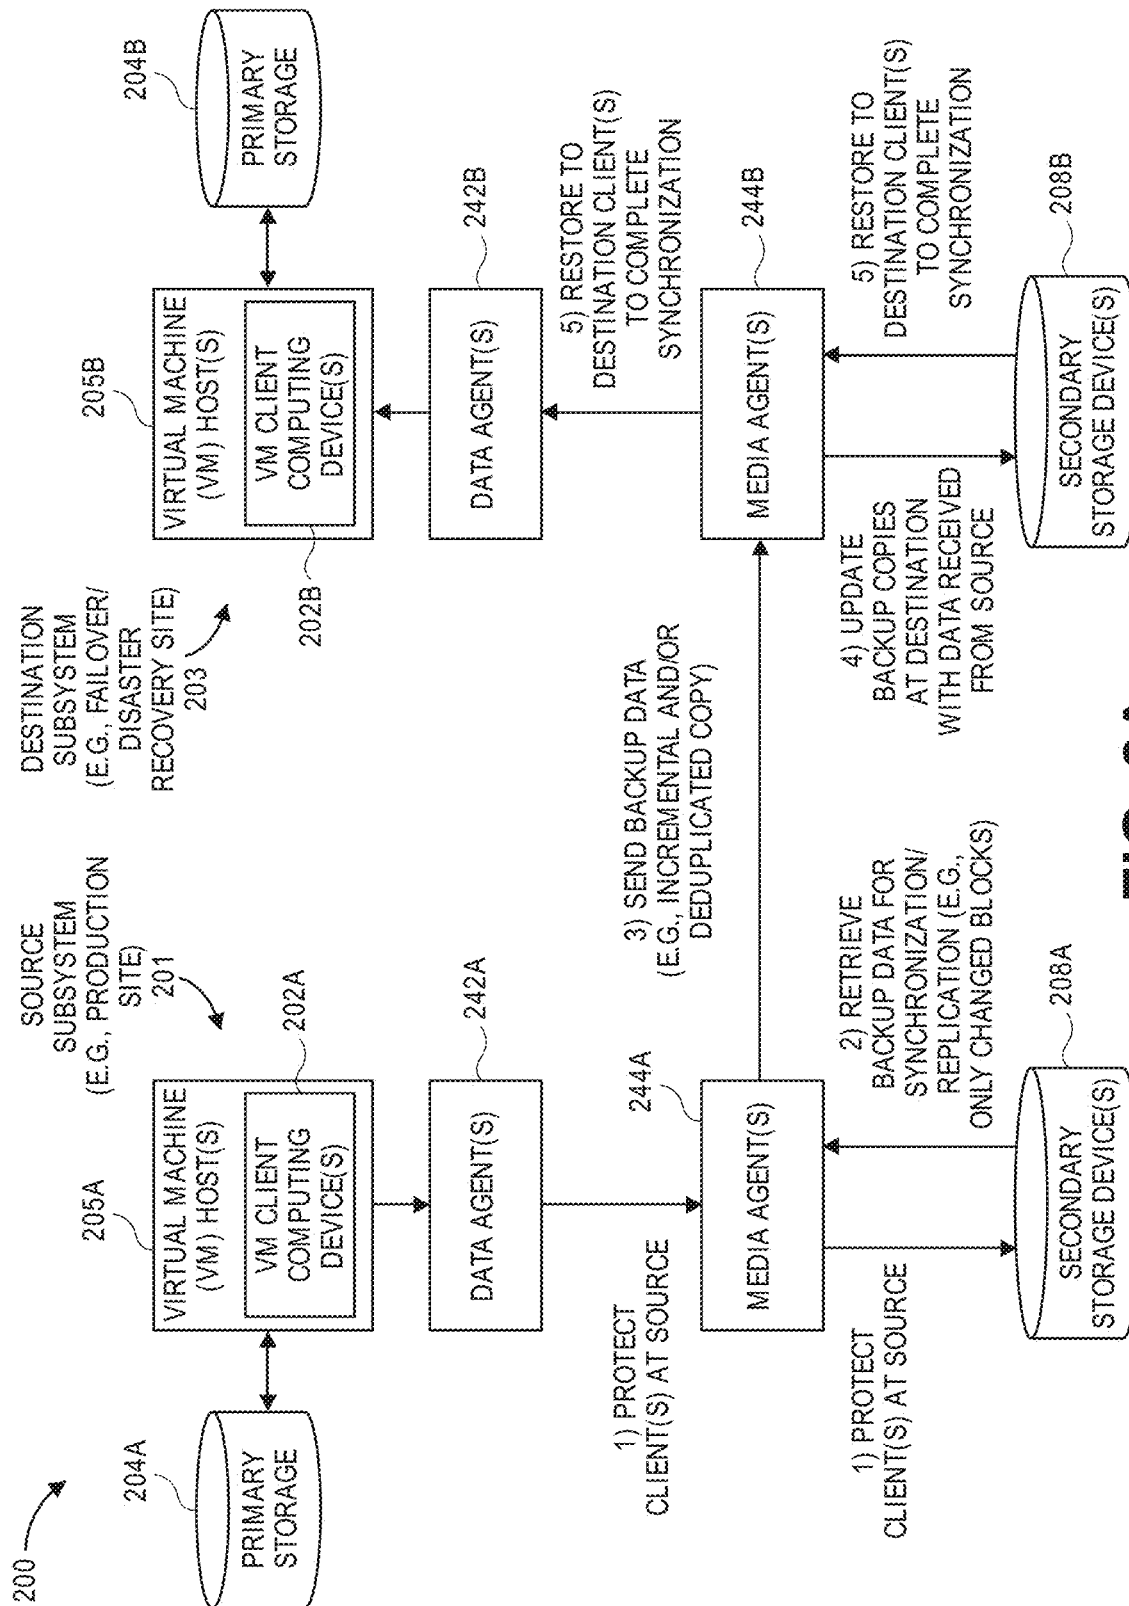 200
SOURCE
SUBSYSTEM
(E.G., PRODUCTION
SITE)
201
DESTINATION
SUBSYSTEM
(E.G., FAILOVER/
DISASTER
RECOVERY SITE)
203
204A
PRIMARY
STORAGE
205A
VIRTUAL MACHINE
(VM) HOST(S)
VM CLIENT
COMPUTING
DEVICE(S)
202A
205B
VIRTUAL MACHINE
(VM) HOST(S)
VM CLIENT
COMPUTING
DEVICE(S)
202B
204B
PRIMARY
STORAGE
DATA AGENT(S)
242A
DATA AGENT(S)
242B
1) PROTECT
CLIENT(S) AT SOURCE
5) RESTORE TO
DESTINATION CLIENT(S)
TO COMPLETE
SYNCHRONIZATION
MEDIA AGENT(S)
244A
3) SEND BACKUP DATA
(E.G., INCREMENTAL AND/OR
DEDUPLICATED COPY)
MEDIA AGENT(S)
244B
1) PROTECT
CLIENT(S) AT SOURCE
2) RETRIEVE
BACKUP DATA FOR
SYNCHRONIZATION/
REPLICATION (E.G.,
ONLY CHANGED BLOCKS)
4) UPDATE
BACKUP COPIES
AT DESTINATION
WITH DATA RECEIVED
FROM SOURCE
5) RESTORE TO
DESTINATION CLIENT(S)
TO COMPLETE
SYNCHRONIZATION
SECONDARY
STORAGE DEVICE(S)
208A
SECONDARY
STORAGE DEVICE(S)
208B